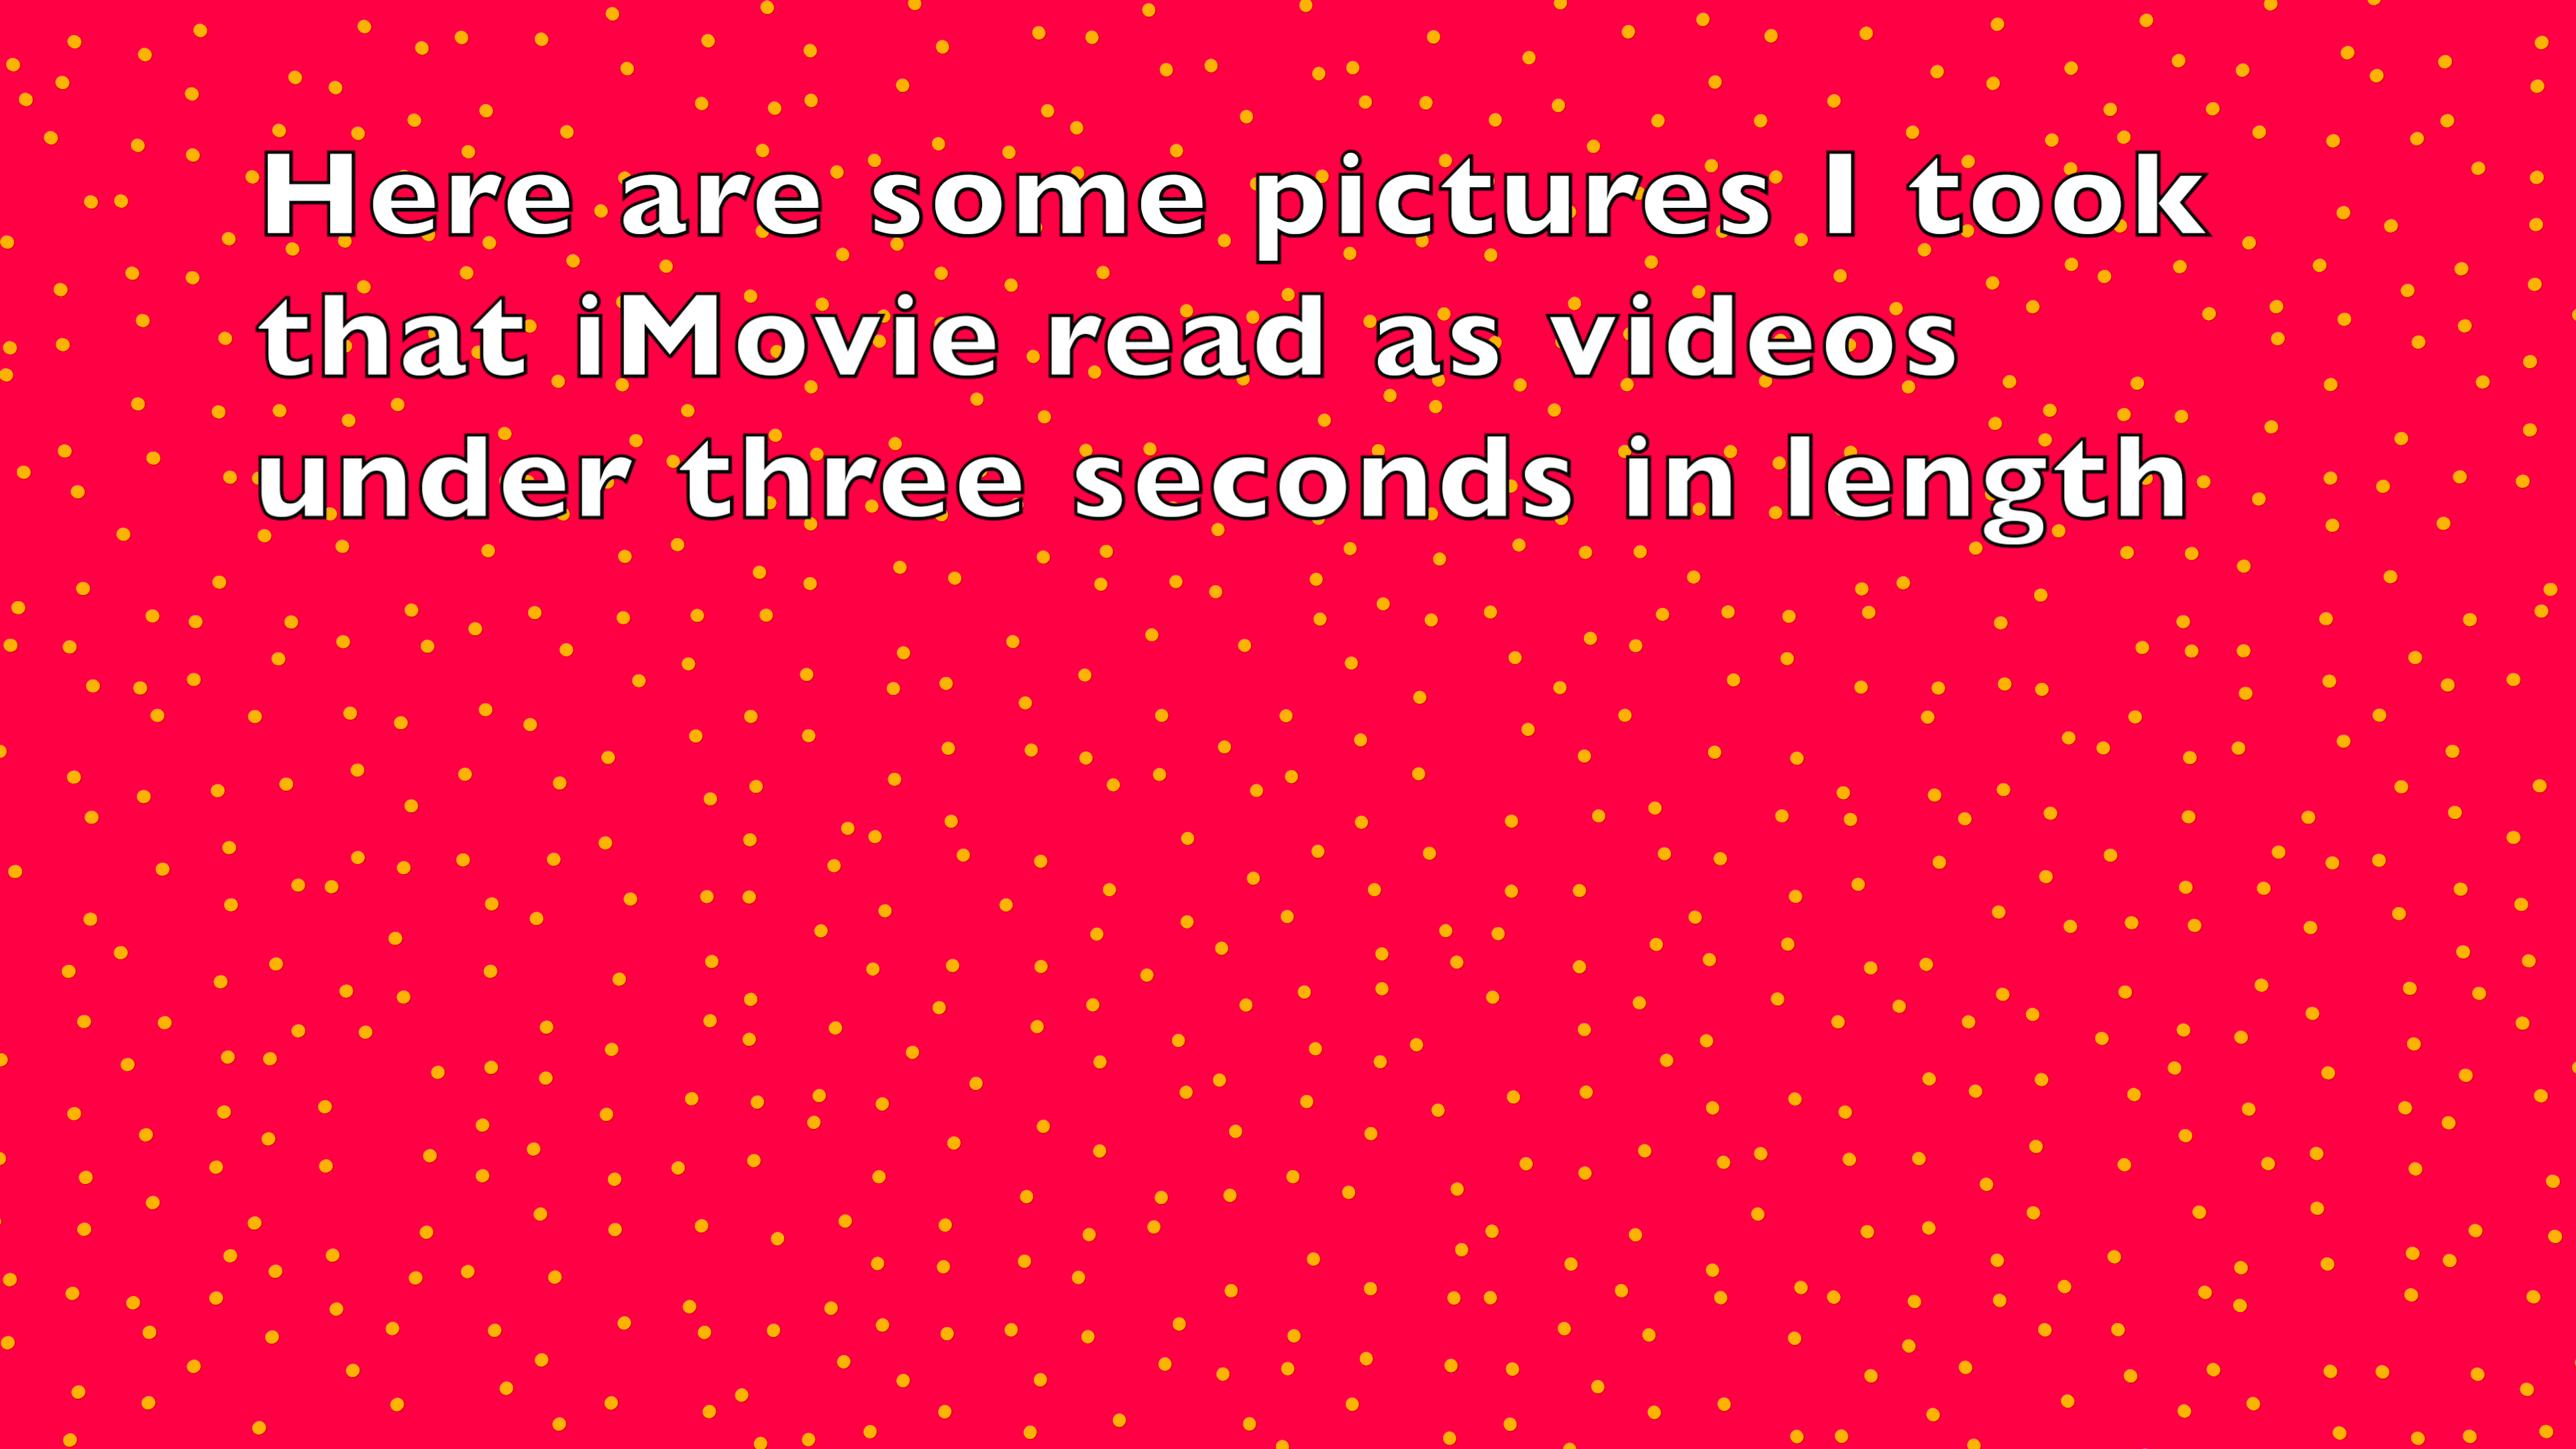 Here are some pictures I took
that iMovie read as videos
under three seconds in length